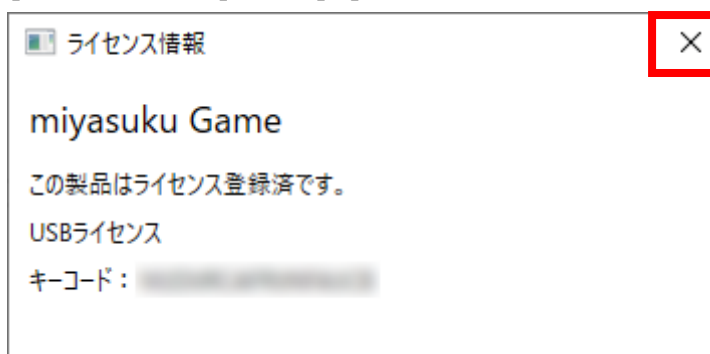 ライセンス情報
miyasuku Game
この製品はライセンス登録済です。
USBライセンス
キーコード：